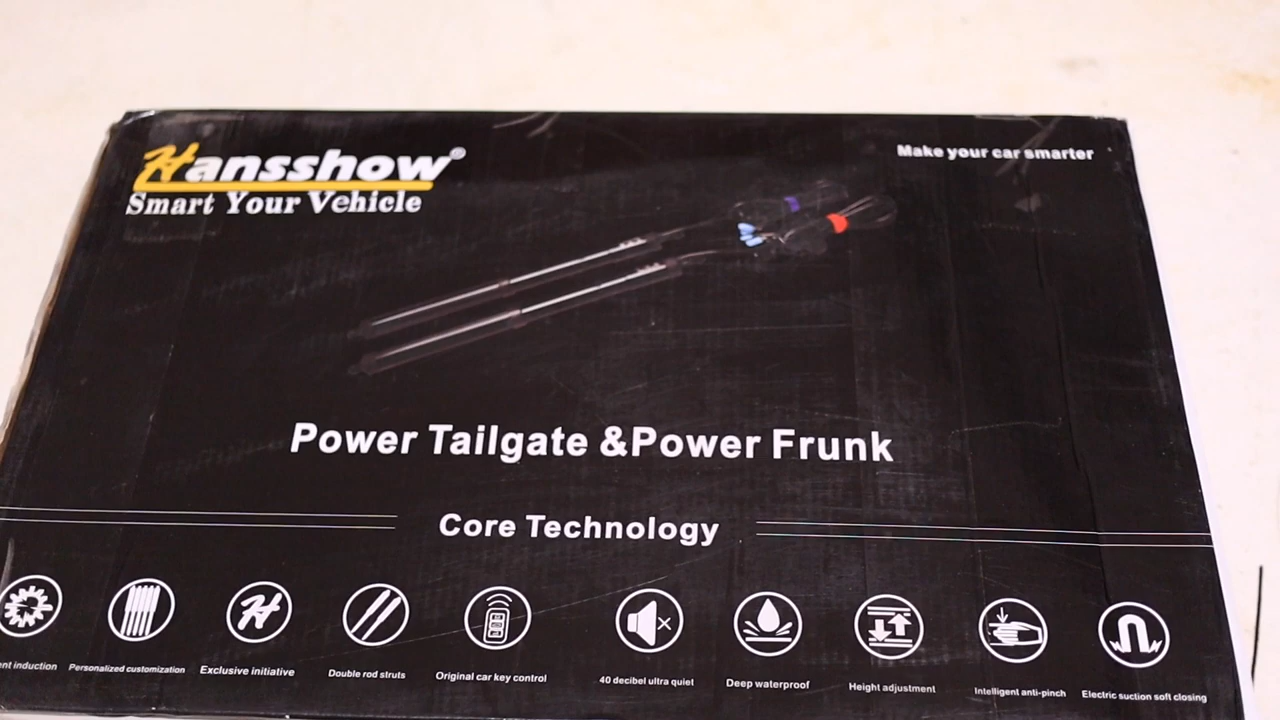 Hansshow®
Smart Your Vehicle
Make your car smarter
Power Tailgate &Power Frunk
Core Technology
induction
Personalized customization
Exclusive initiative
Double rod struts
Original car key control
40 decibel ultra quiet
Deep waterproof
Height adjustment
Intelligent anti-pinch
Electric suction soft closing